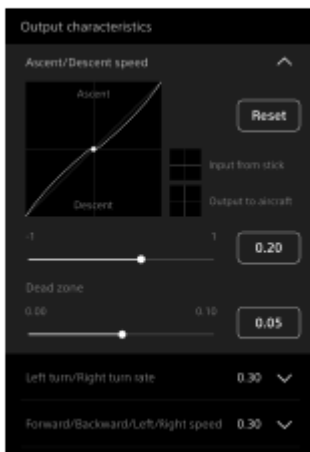 Output characteristics
Ascent/Descent speed
Ascent
Reset
Input from stick
Output to aircraft
Descent
-1 1
0.20
Dead zone
0.00 0.10
0.05
Left turn/Right turn rate 0.30
Forward/Backward/Left/Right speed 0.30